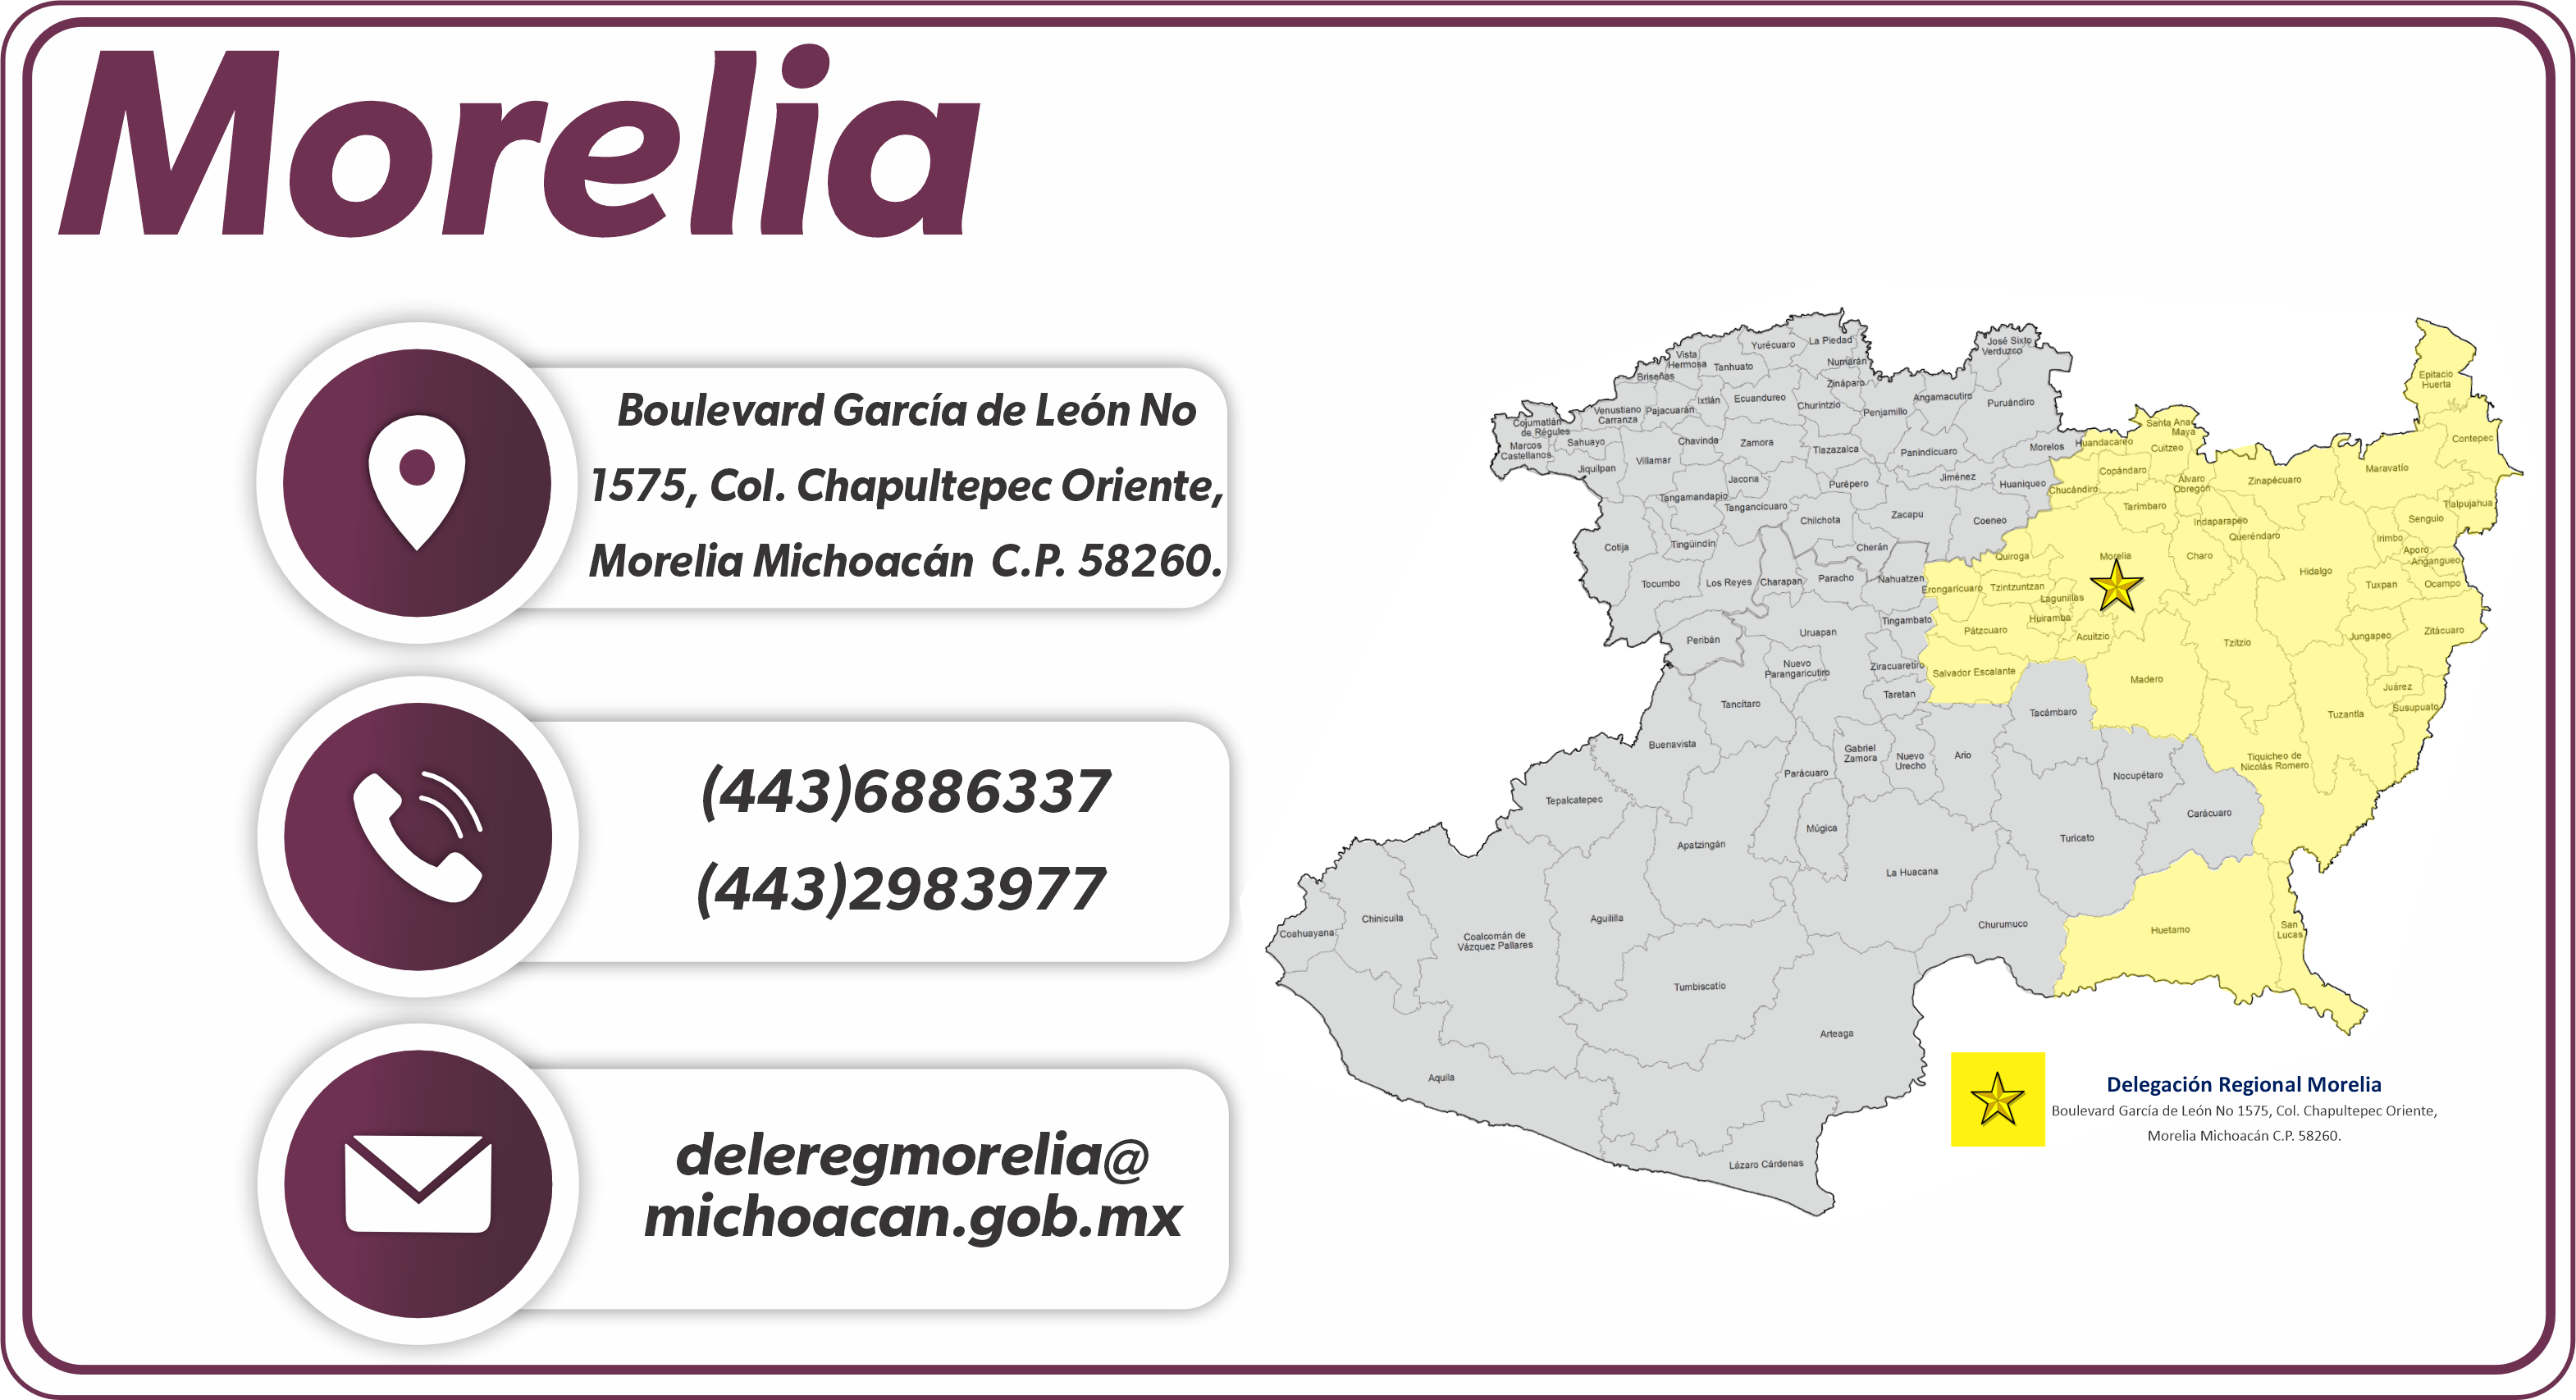 Morelia
Boulevard García de León No
1575, Col. Chapultepec Oriente,
Morelia Michoacán C.P. 58260.
(443)6886337
(443)2983977
deleregmorelia@
michoacan.gob.mx
La Piedad
Yurécuaro
Vista
Hermosa
Tanhuato
Numarán
Briseñas
Zináparo
José Sixto
Verduzco
Ixtlán
Ecuandureo
Churintzio
Angamacutiro
Penjamillo
Puruándiro
Venustiano
Carranza
Pajacuarán
Cojumatlán
de Régules
Marcos
Castellanos
Sahuayo
Jiquilpan
Villamar
Chavinda
Zamora
Tlazazalca
Panindicuaro
Morelos
Jacona
Purépero
Jiménez
Huaniqueo
Tangamandapio
Tangancicuaro
Chilchota
Zacapu
Coeneo
Cotija
Tingüindín
Cherán
Tocumbo
Los Reyes
Charapan
Paracho
Nahuatzen
Peribán
Uruapan
Tingambato
Nuevo
Parangaricutiro
Ziracuaretiro
Taretan
Tancítaro
Buenavista
Tepalcatepec
Parácuaro
Gabriel
Zamora
Nuevo
Urecho
Ario
Tacámbaro
Nocupétaro
Carácuaro
Turicato
Múgica
Apatzingán
La Huacana
Churumuco
Aguililla
Chinicuila
Coahuayana
Coalcomán de
Vázquez Pallares
Tumbiscatío
Arteaga
Aquila
Lázaro Cárdenas
Epitacio
Huerta
Contepec
Santa Ana
Maya
Huandacareo
Cuitzeo
Copándaro
Chucándiro
Álvaro
Obregón
Zinapécuaro
Maravatío
Tlalpujahua
Senguio
Tarímbaro
Indaparapeo
Queréndaro
Irimbo
Aporo
Angangueo
Quiroga
Morelia
Charo
Hidalgo
Tuxpan
Ocampo
Erongarícuaro
Tzintzuntzan
Lagunillas
Huiramba
Pátzcuaro
Acuitzio
Tzitzio
Jungapeo
Zitácuaro
Salvador Escalante
Madero
Juárez
Susupuato
Tuzantla
Tiquicheo de
Nicolás Romero
Huetamo
San
Lucas
Delegación Regional Morelia
Boulevard García de León No 1575, Col. Chapultepec Oriente,
Morelia Michoacán C.P. 58260.